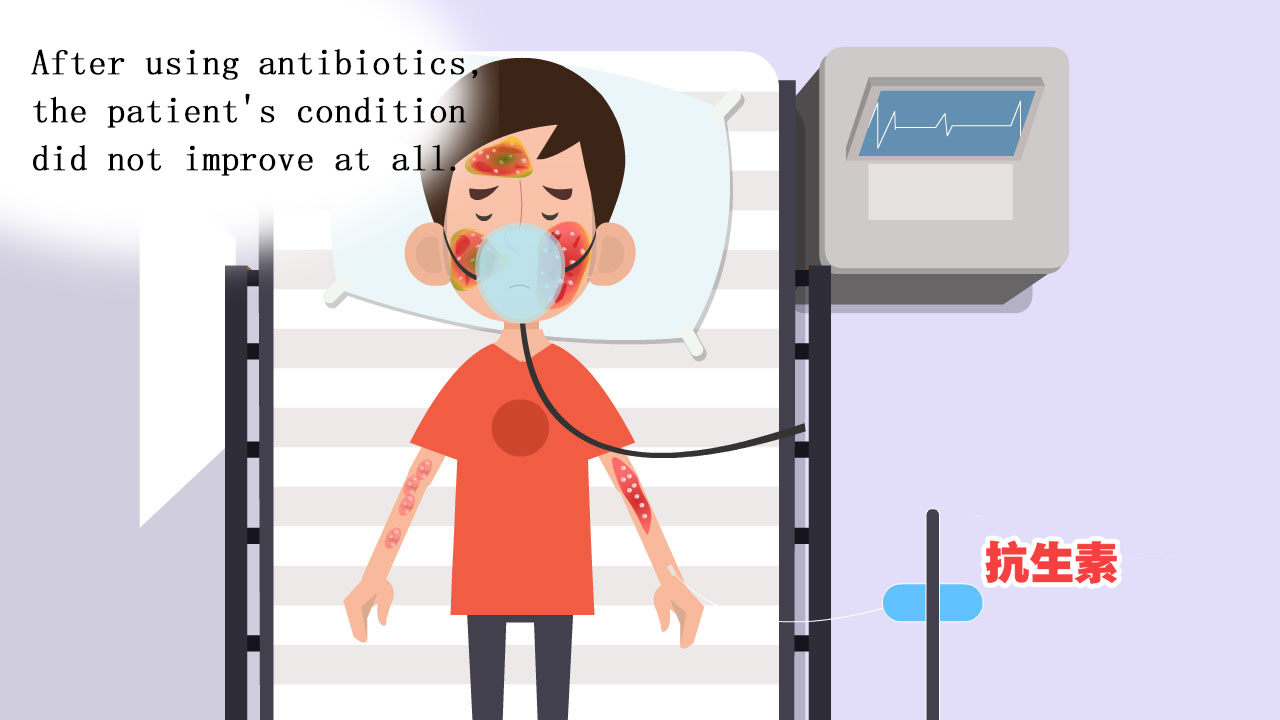 After using antibiotics,
the patient's condition
did not improve at all.
抗生素